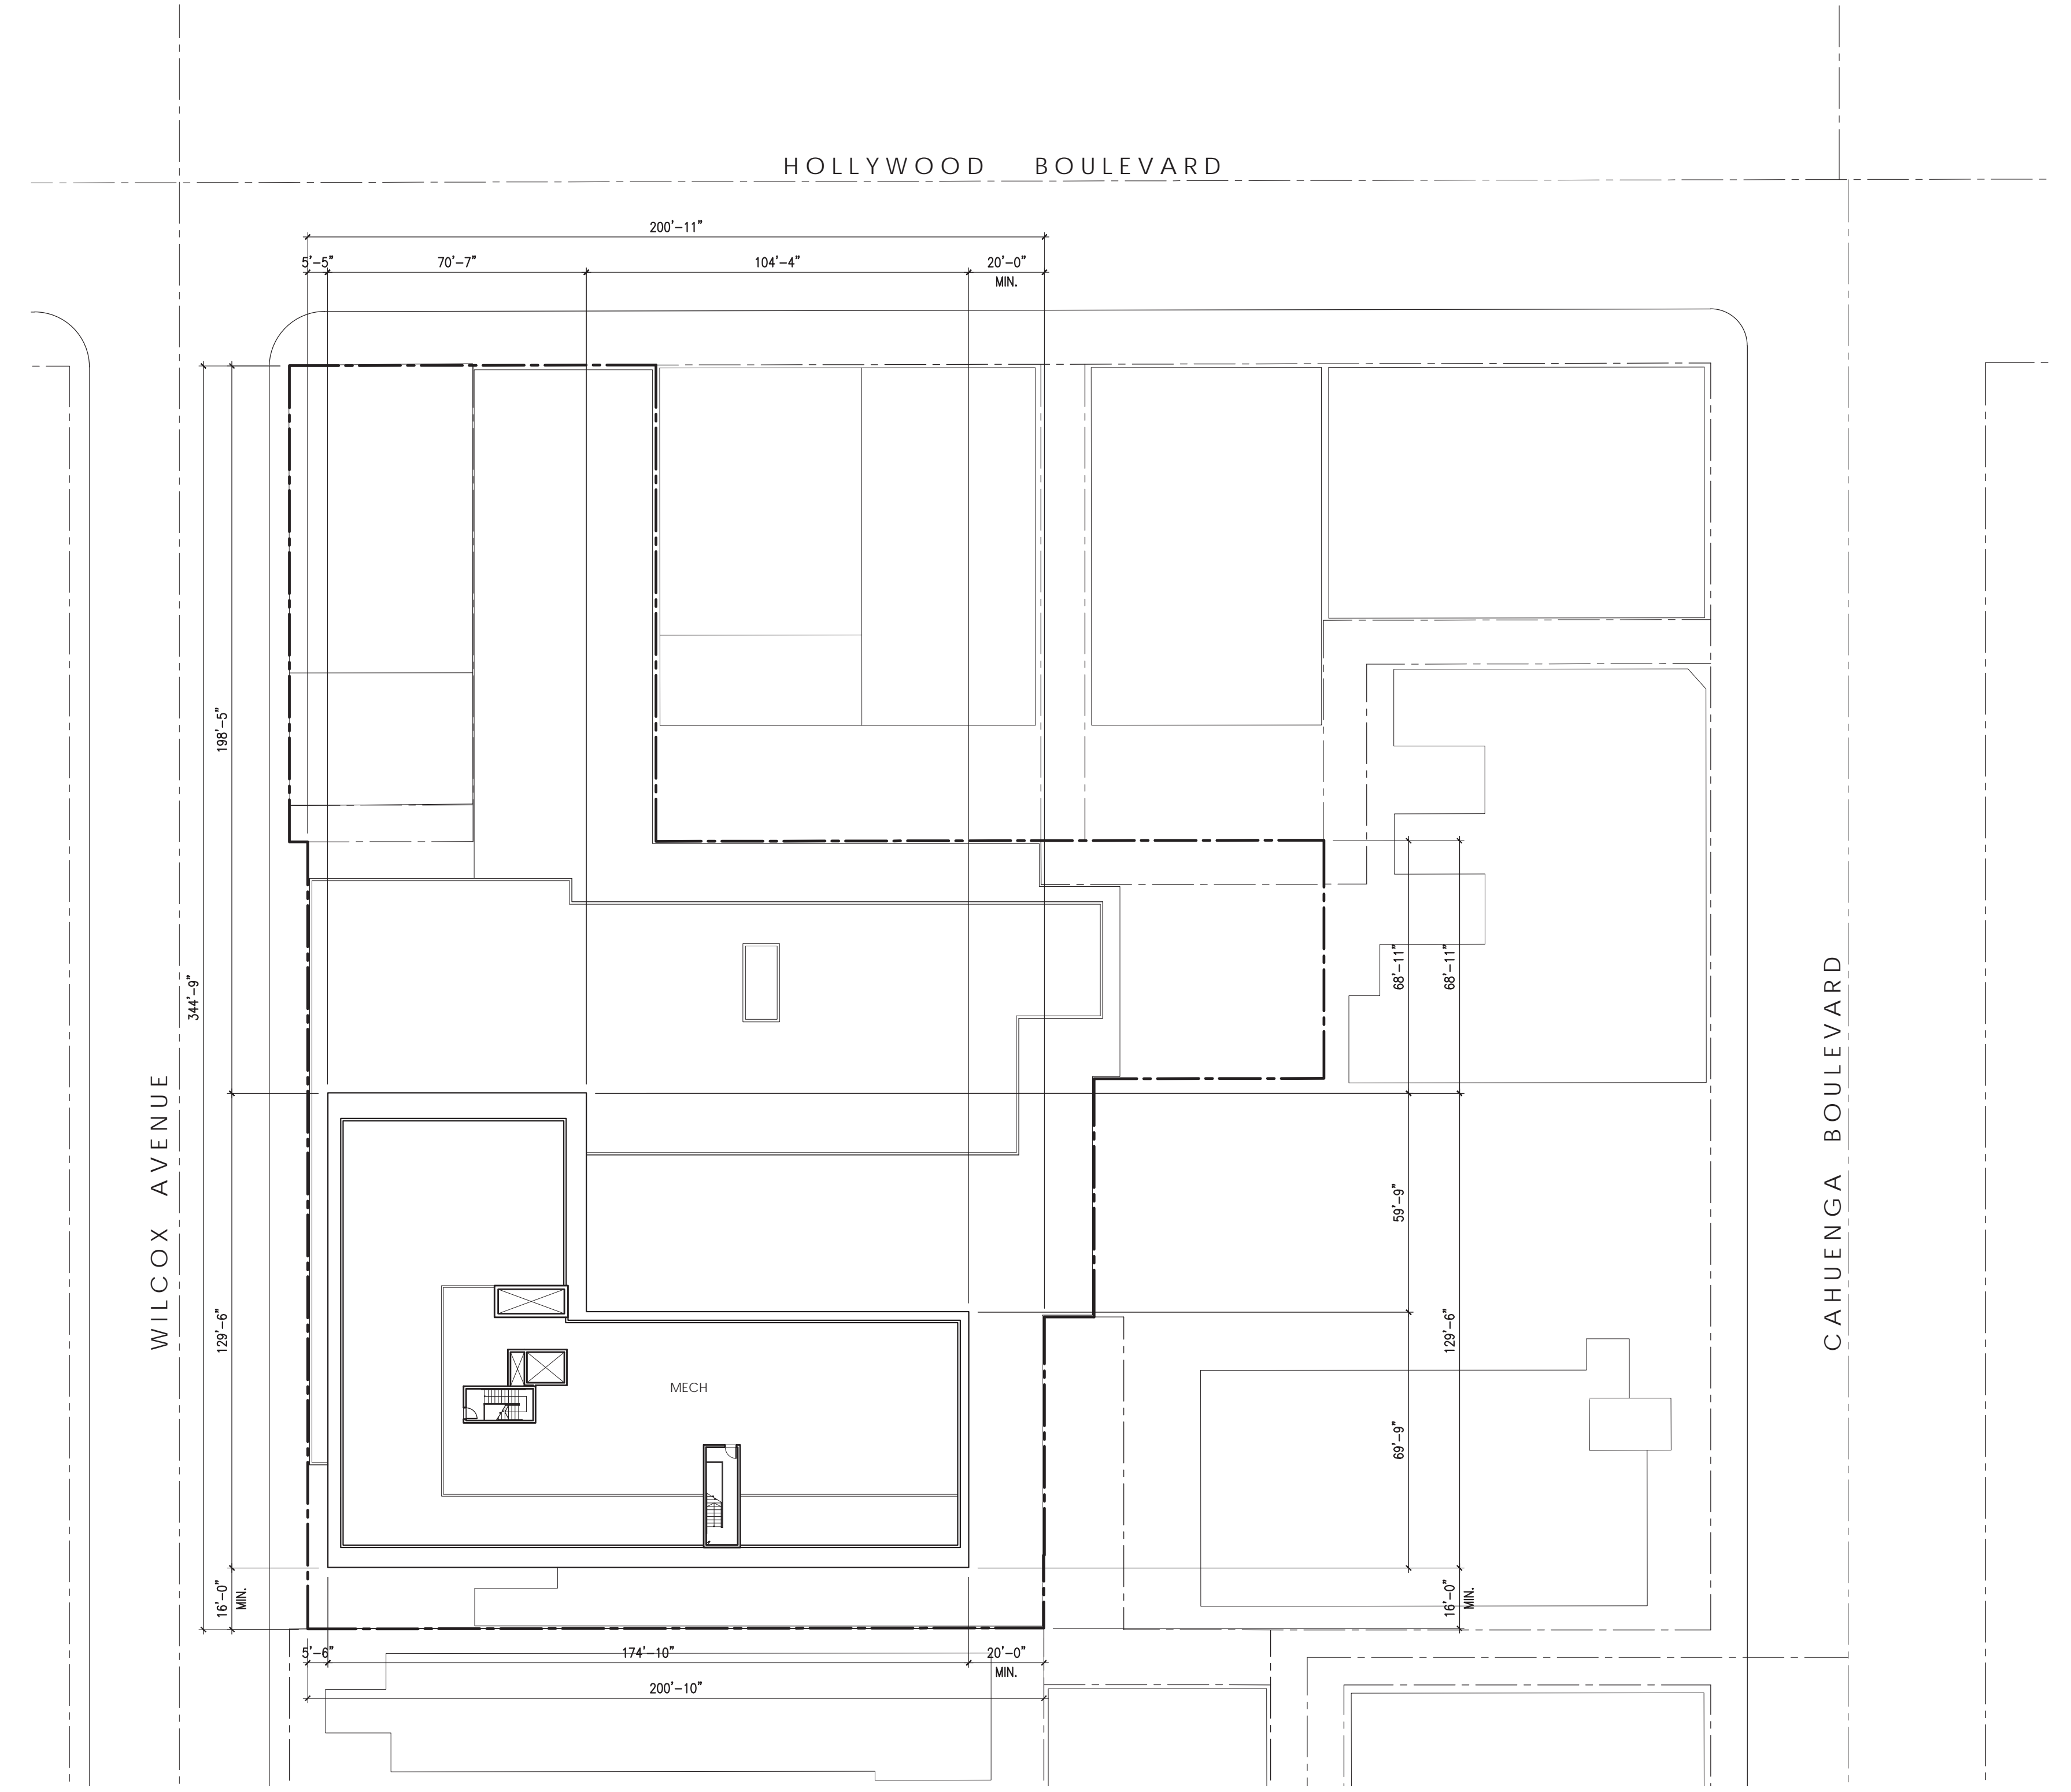 HOLLYWOOD BOULEVARD
200'-11"
5'-5"
70'-7"
104'-4"
20'-0"
MIN.
198'-5"
344'-9"
129'-6"
16'-0"
MIN.
WILCOX AVENUE
68'-11"
68'-11"
59'-9"
129'-6"
69'-9"
16'-0"
MIN.
CAHUENGA BOULEVARD
MECH
5'-6"
174'-10"
20'-0"
MIN.
200'-10"